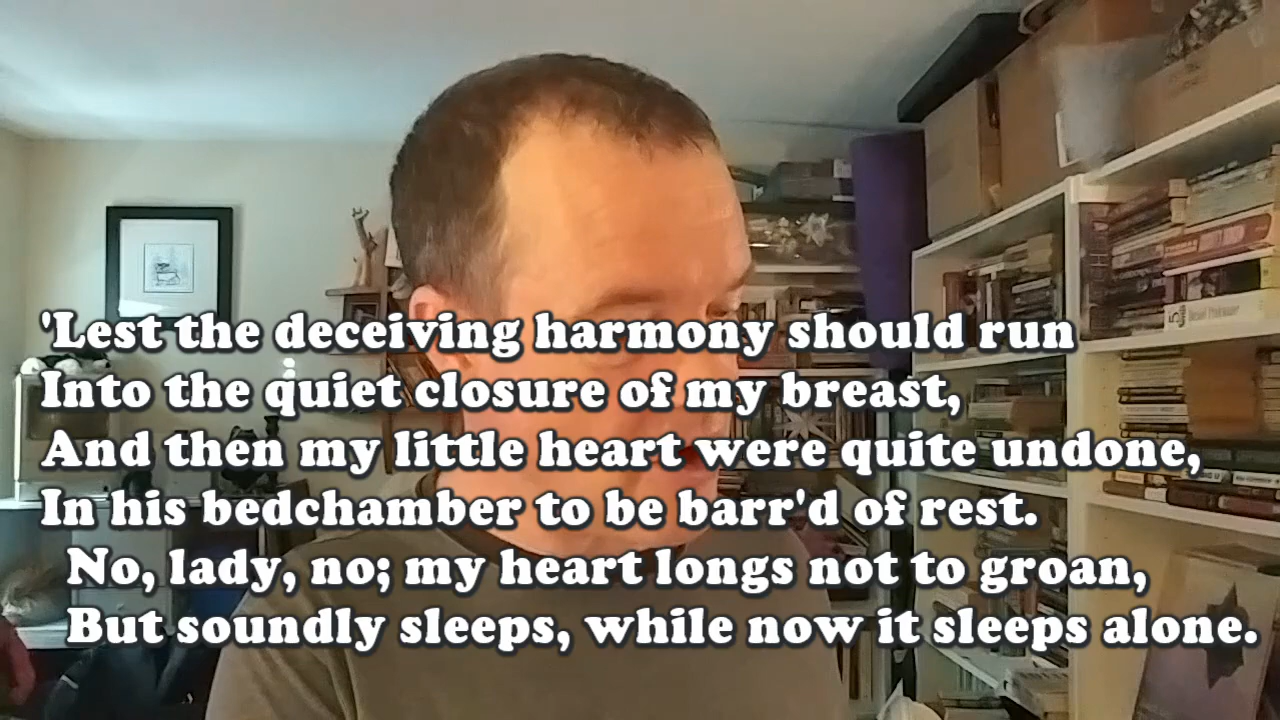 'Lest the deceiving harmony should run
Into the quiet closure of my breast,
And then my little heart were quite undone,
In his bedchamber to be barr'd of rest.
No, lady, no; my heart longs not to groan,
But soundly sleeps, while now it sleeps alone.